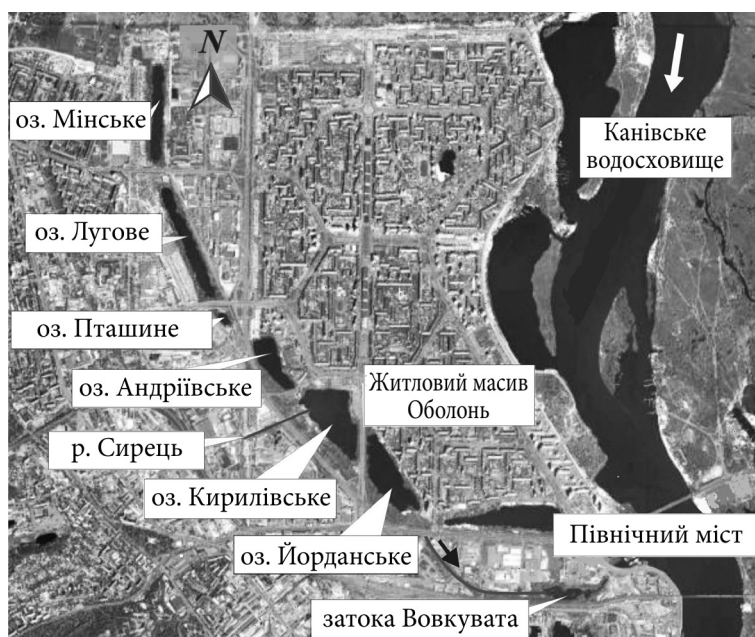 N
оз. Мінське
Канівське
водосховище
оз. Лугове
оз. Пташине
оз. Андріївське
Житловий масив
Оболонь
р. Сирець
оз. Кирилівське
Північний міст
оз. Йорданське
затока Вовкувата